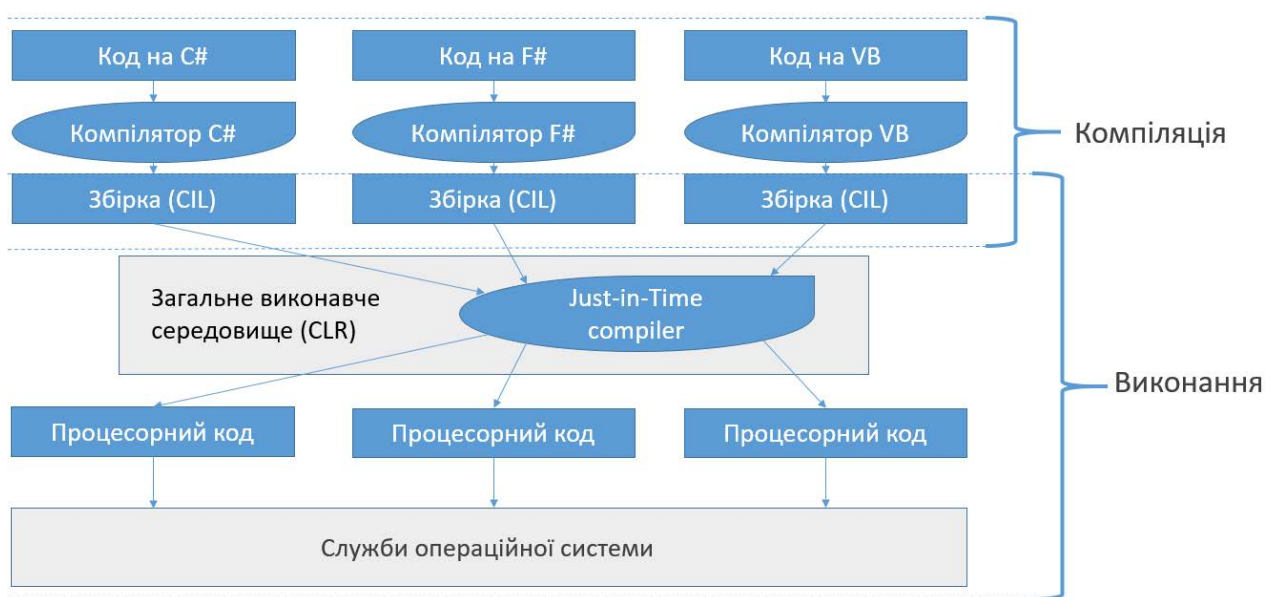 Код на C#
Код на F#
Код на VB
Компілятор C#
Компілятор F#
Компілятор VB
Компіляція
Збірка (CIL)
Збірка (CIL)
Збірка (CIL)
Загальне виконавче
середовище (CLR)
Just-in-Time
compiler
Виконання
Процесорний код
Процесорний код
Процесорний код
Служби операційної системи